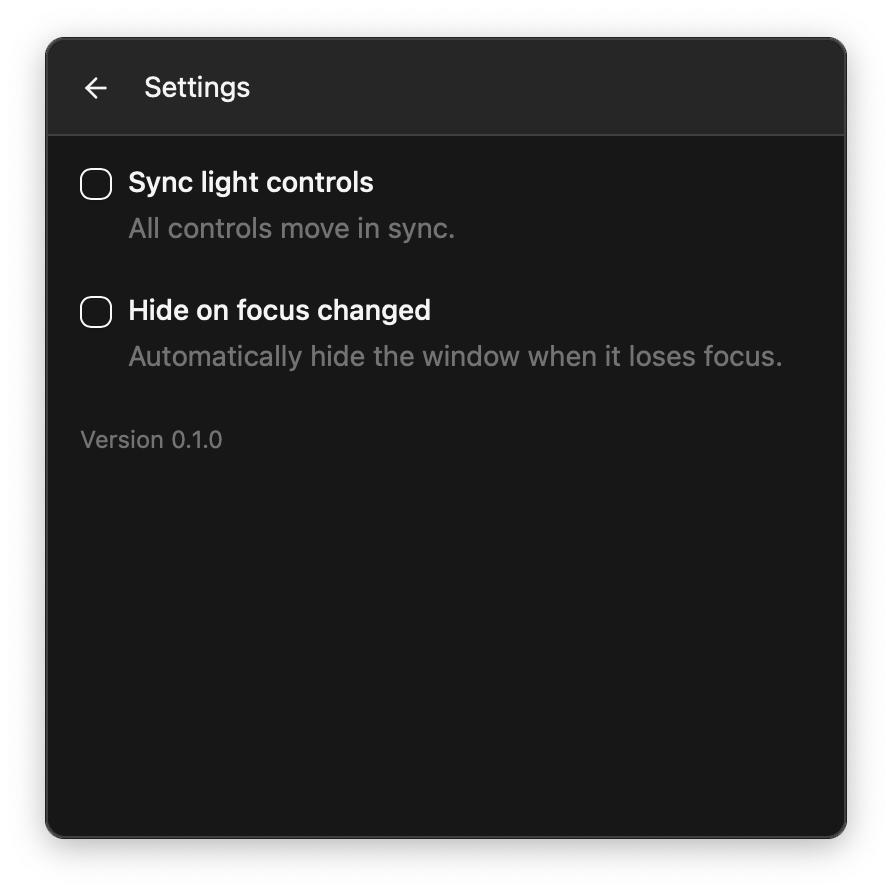 Settings
Sync light controls
All controls move in sync.
Hide on focus changed
Automatically hide the window when it loses focus.
Version 0.1.0